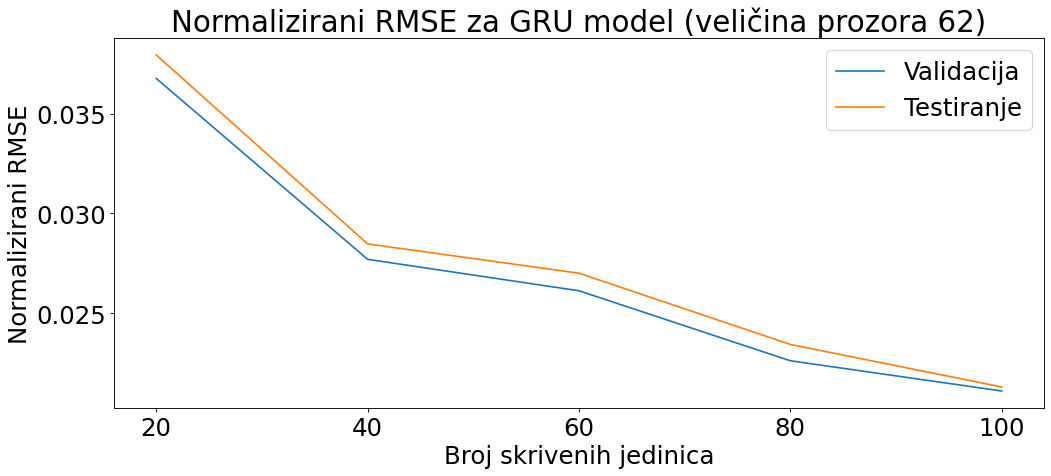 Normalizirani RMSE za GRU model (veličina prozora 62)
Validacija
Testiranje
Normalizirani RMSE
0.035
0.030
0.025
20 40 60 80 100
Broj skrivenih jedinica